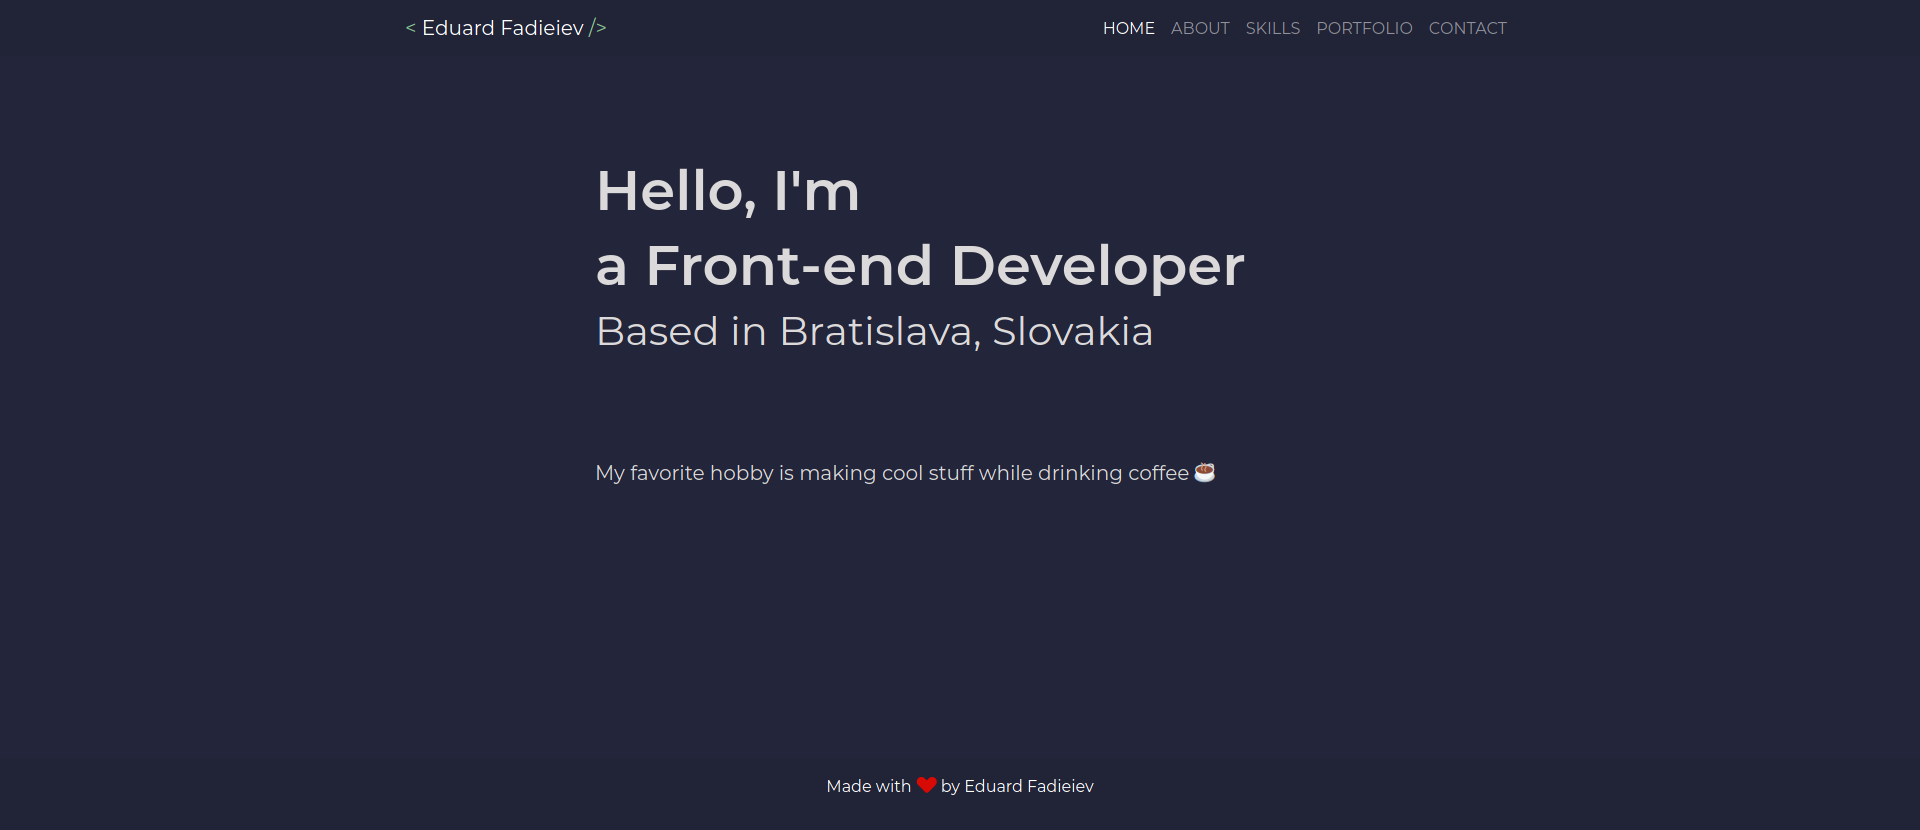 < Eduard Fadieiev />
HOME ABOUT SKILLS PORTFOLIO CONTACT
Hello, I'm
a Front-end Developer
Based in Bratislava, Slovakia
My favorite hobby is making cool stuff while drinking coffee ☕
Made with ❤ by Eduard Fadieiev